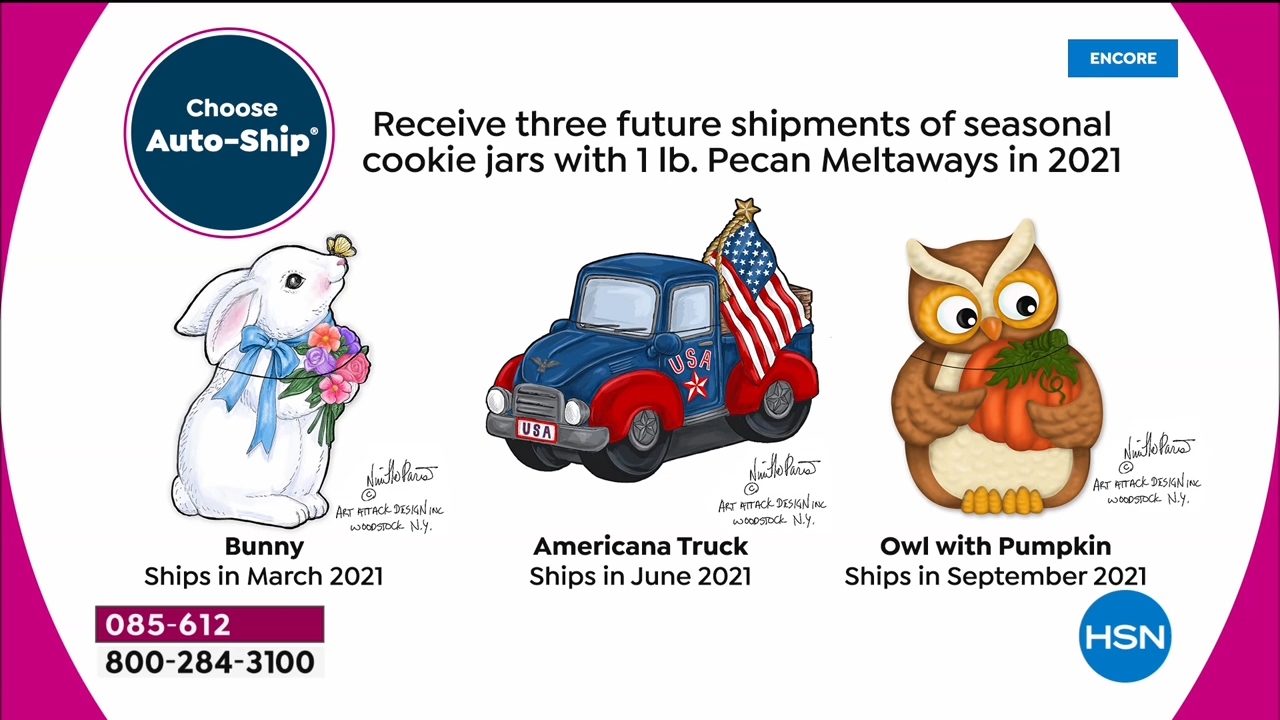 Choose
Auto-Ship®
ENCORE
Receive three future shipments of seasonal
cookie jars with 1 lb. Pecan Meltaways in 2021
USA
USA
©
ART ATTACK DESIGN INC
WOODSTOCK N.Y.
©
ART ATTACK DESIGN INC
WOODSTOCK N.Y.
©
ART ATTACK DESIGN INC
WOODSTOCK N.Y.
Bunny
Ships in March 2021
Americana Truck
Ships in June 2021
Owl with Pumpkin
Ships in September 2021
085-612
800-284-3100
HSN